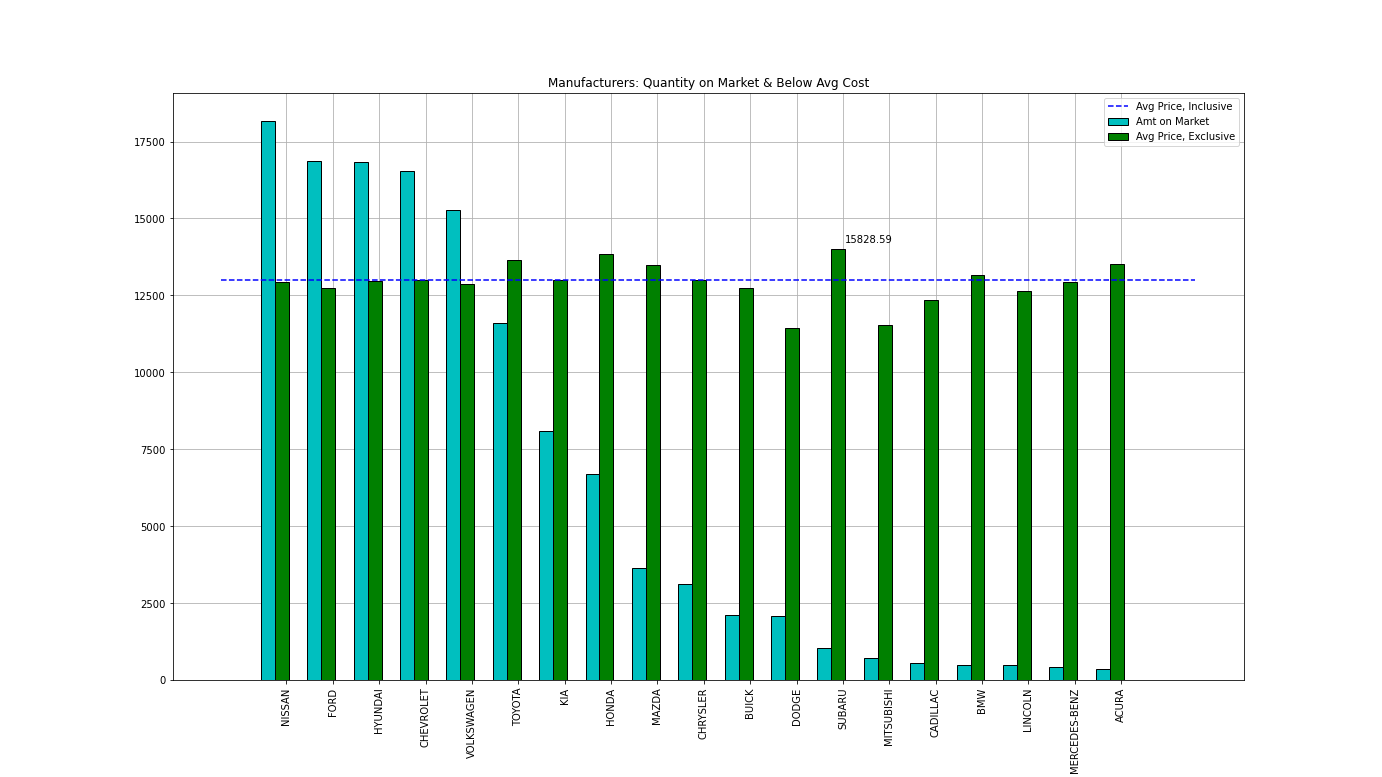 Manufacturers: Quantity on Market & Below Avg Cost
Avg Price, Inclusive
Amt on Market
Avg Price, Exclusive
17500
15000
12500
10000
7500
5000
2500
0
15828.59
NISSAN
FORD
HYUNDAI
CHEVROLET
VOLKSWAGEN
TOYOTA
KIA
HONDA
MAZDA
CHRYSLER
BUICK
DODGE
SUBARU
MITSUBISHI
CADILLAC
BMW
LINCOLN
MERCEDES-BENZ
ACURA